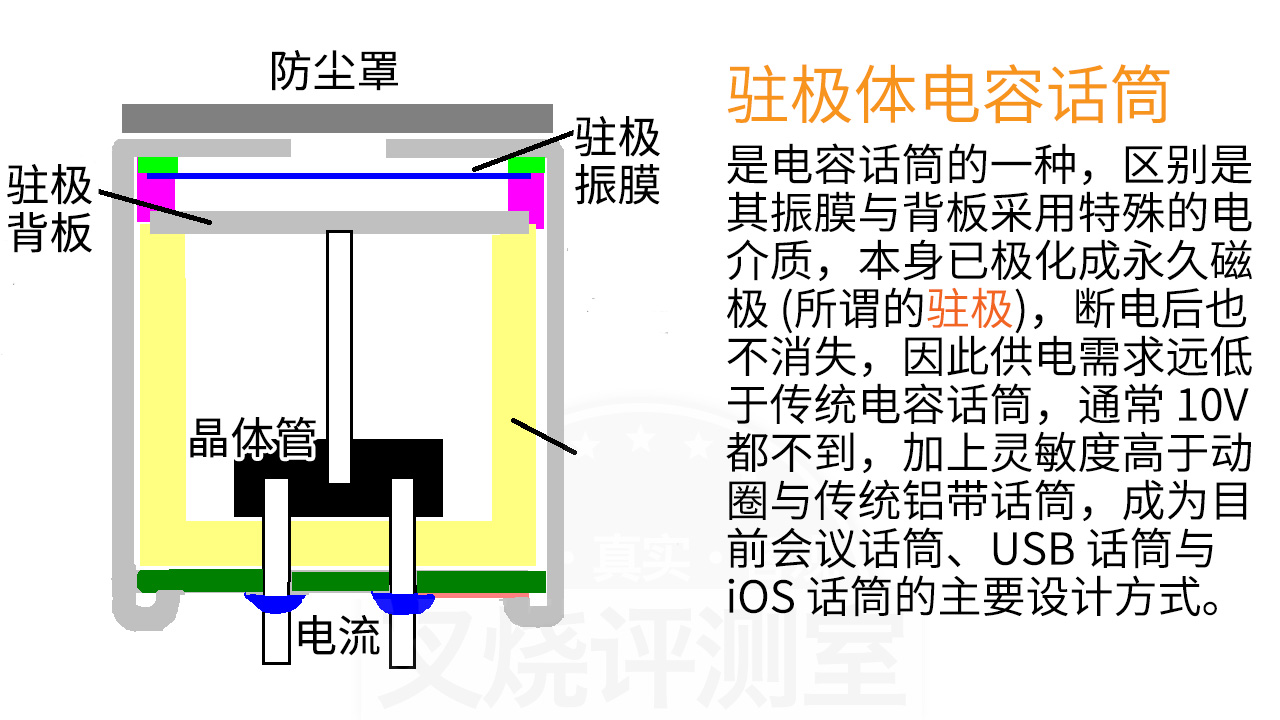 防尘罩
驻极
振膜
驻极
背板
晶体管
电流
驻极体电容话筒
是电容话筒的一种，区别是
其振膜与背板采用特殊的电
介质，本身已极化成永久磁
极 (所谓的驻极)，断电后也
不消失，因此供电需求远低
于传统电容话筒，通常 10V
都不到，加上灵敏度高于动
圈与传统铝带话筒，成为目
前会议话筒、USB 话筒与
iOS 话筒的主要设计方式。
真实
叉烧评测室